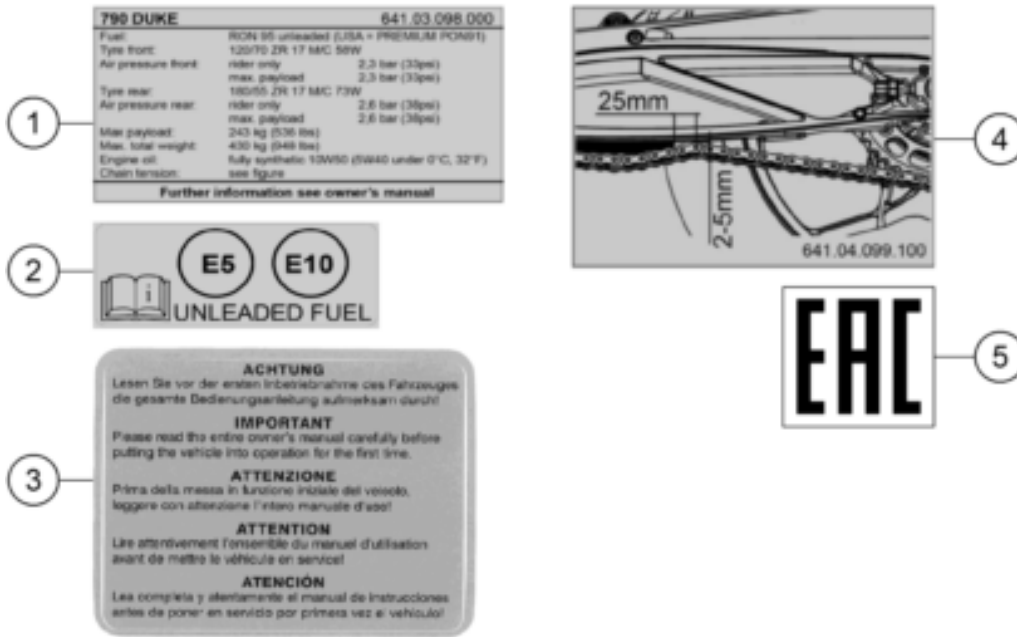 790 DUKE 641.03.098.000
Fuel: RON 95 unleaded (USA = PREMIUM PON91)
Tyre front: 120/70 ZR 17 M/C 58W
Air pressure front: rider only 2,3 bar (33psi)
max. payload 2,3 bar (33psi)
Tyre rear: 180/55 ZR 17 M/C 73W
Air pressure rear: rider only 2,6 bar (38psi)
max. payload 2,6 bar (38psi)
Max payload: 243 kg (536 lbs)
Max. total weight: 430 kg (948 lbs)
Engine oil: fully synthetic 10W50 (5W40 under 0°C, 32°F)
Chain tension: see figure
Further information see owner's manual
1
E5 E10
i
UNLEADED FUEL
2
ACHTUNG
Lesen Sie vor der ersten Inbetriebnahme des Fahrzeuges
die gesamte Bedienungsanleitung aufmerksam durch!
IMPORTANT
Please read the entire owner's manual carefully before
putting the vehicle into operation for the first time.
ATTENZIONE
Prima della messa in funzione iniziale del veicolo,
leggere con attenzione l'intero manuale d'uso!
ATTENTION
Lire attentivement l'ensemble du manuel d'utilisation
avant de mettre le véhicule en service!
ATENCIÓN
Lea completa y atentamente el manual de instrucciones
antes de poner en servicio por primera vez el vehículo!
3
25mm
2-5mm
641.04.099.100
4
EAC
5